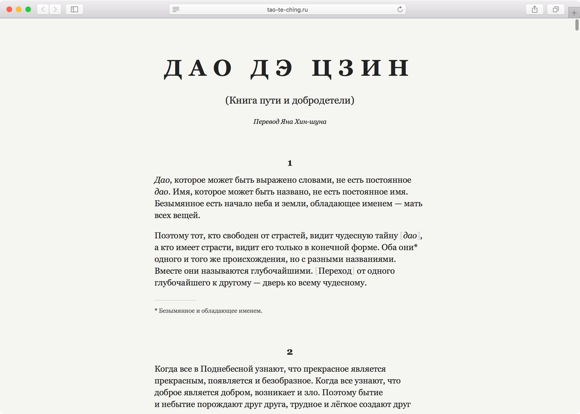 tao-te-ching.ru
ДАО ДЭ ЦЗИН
(Книга пути и добродетели)
Перевод Яна Хин-шуна
1
Дао, которое может быть выражено словами, не есть постоянное
дао. Имя, которое может быть названо, не есть постоянное имя.
Безымянное есть начало неба и земли, обладающее именем — мать
всех вещей.
Поэтому тот, кто свободен от страстей, видит чудесную тайну [дао],
а кто имеет страсти, видит его только в конечной форме. Оба они*
одного и того же происхождения, но с разными названиями.
Вместе они называются глубочайшими. [Переход] от одного
глубочайшего к другому — дверь ко всему чудесному.
* Безымянное и обладающее именем.
2
Когда все в Поднебесной узнают, что прекрасное является
прекрасным, появляется и безобразное. Когда все узнают, что
доброе является добром, возникает и зло. Поэтому бытие
и небытие порождают друг друга, трудное и лёгкое создают друг